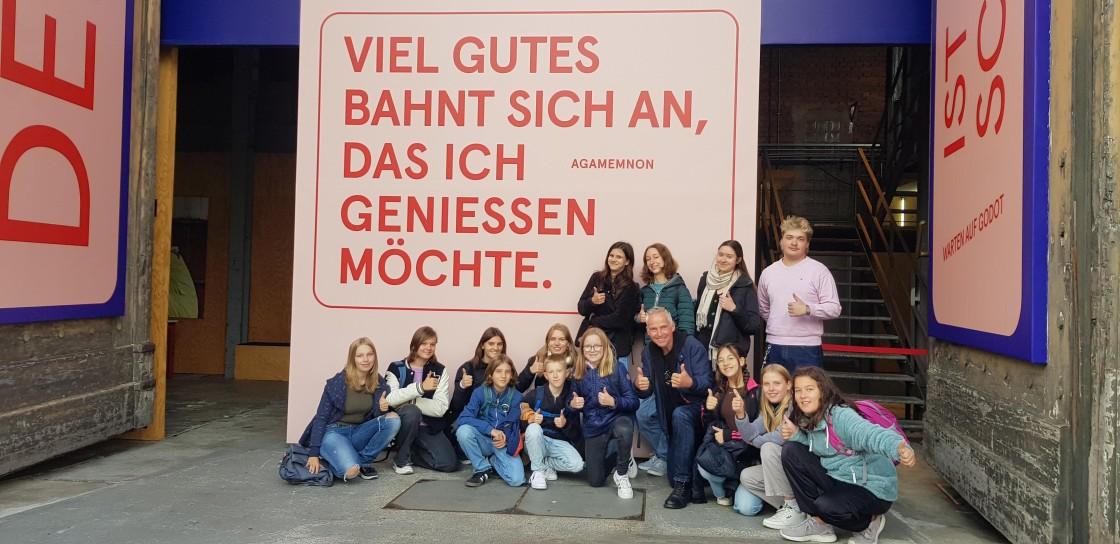 DE
VIEL GUTES
BAHNT SICH AN,
DAS ICH
AGAMEMNON
GENIESSEN
MÖCHTE.
IST
SC
WARTEN AUF GODOT